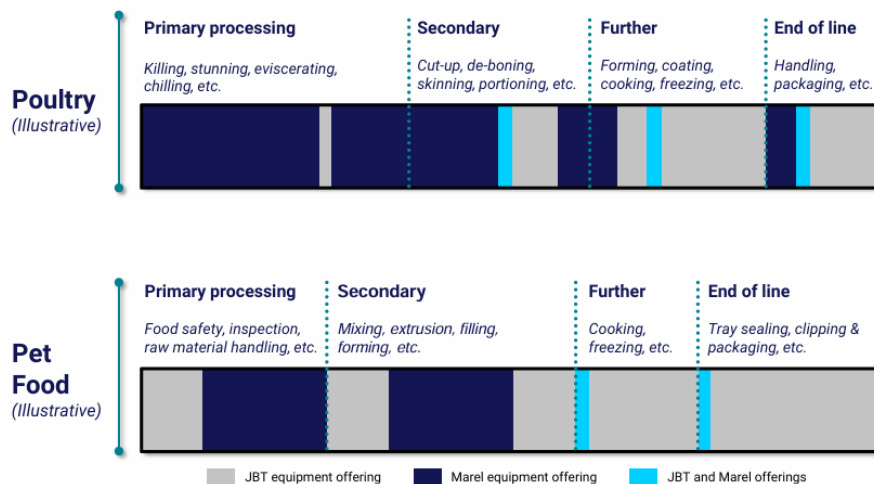 Primary processing
Secondary
Further
End of line
Killing, stunning, eviscerating,
chilling, etc.
Cut-up, de-boning,
skinning, portioning, etc.
Forming, coating,
cooking, freezing, etc.
Handling,
packaging, etc.
Poultry
(Illustrative)
Primary processing
Secondary
Further
End of line
Food safety, inspection,
raw material handling, etc.
Mixing, extrusion, filling,
forming, etc.
Cooking,
freezing, etc.
Tray sealing, clipping &
packaging, etc.
Pet
Food
(Illustrative)
JBT equipment offering
Marel equipment offering
JBT and Marel offerings